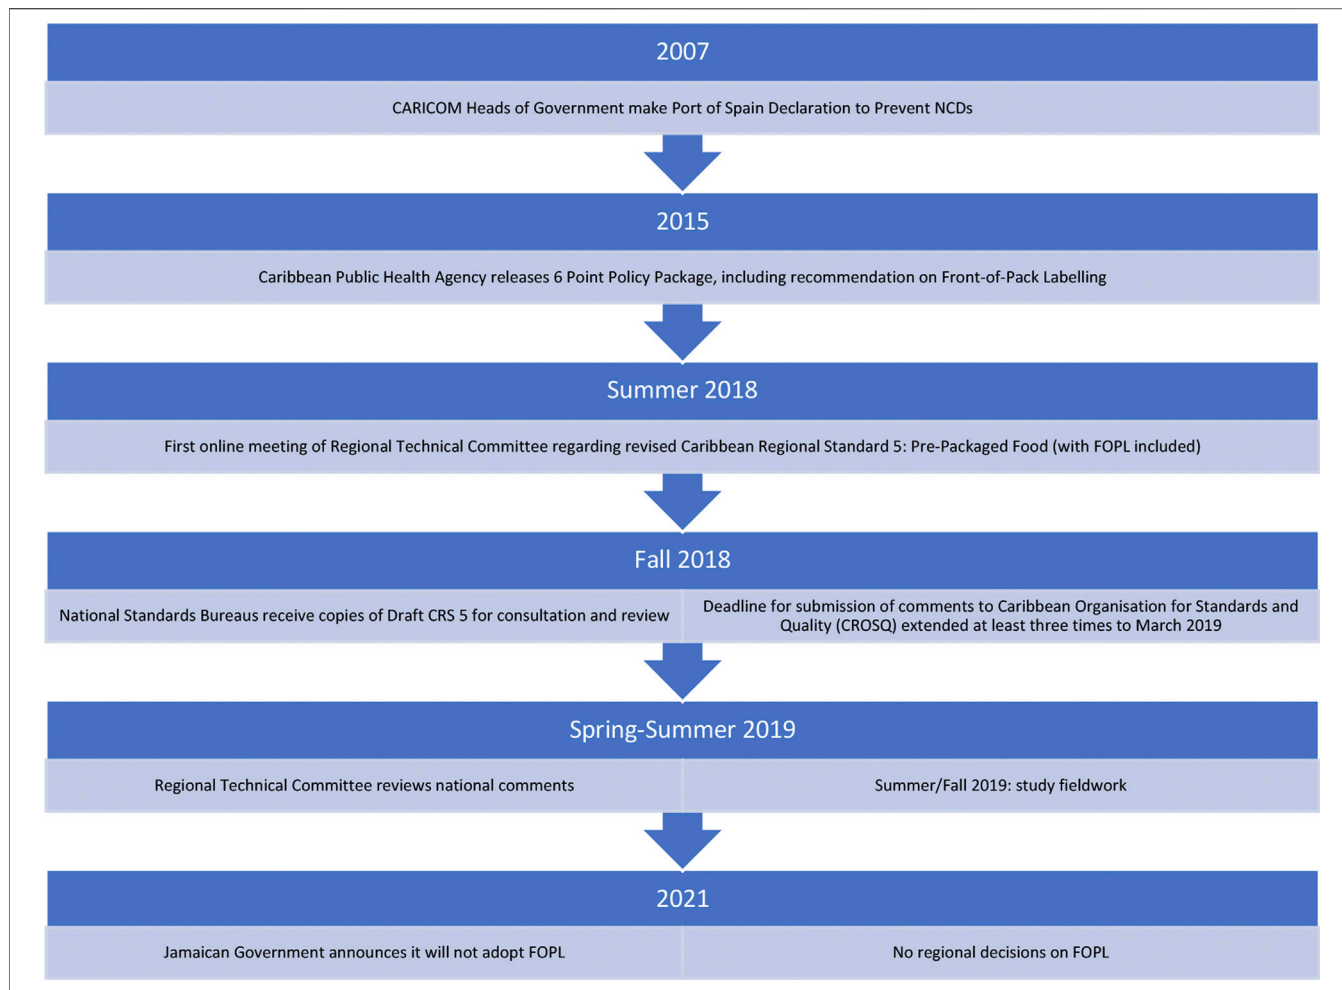 2007
CARICOM Heads of Government make Port of Spain Declaration to Prevent NCDs
2015
Caribbean Public Health Agency releases 6 Point Policy Package, including recommendation on Front-of-Pack Labelling
Summer 2018
First online meeting of Regional Technical Committee regarding revised Caribbean Regional Standard 5: Pre-Packaged Food (with FOPL included)
Fall 2018
National Standards Bureaus receive copies of Draft CRS 5 for consultation and review
Deadline for submission of comments to Caribbean Organisation for Standards and
Quality (CROSQ) extended at least three times to March 2019
Spring-Summer 2019
Regional Technical Committee reviews national comments
Summer/Fall 2019: study fieldwork
2021
Jamaican Government announces it will not adopt FOPL
No regional decisions on FOPL